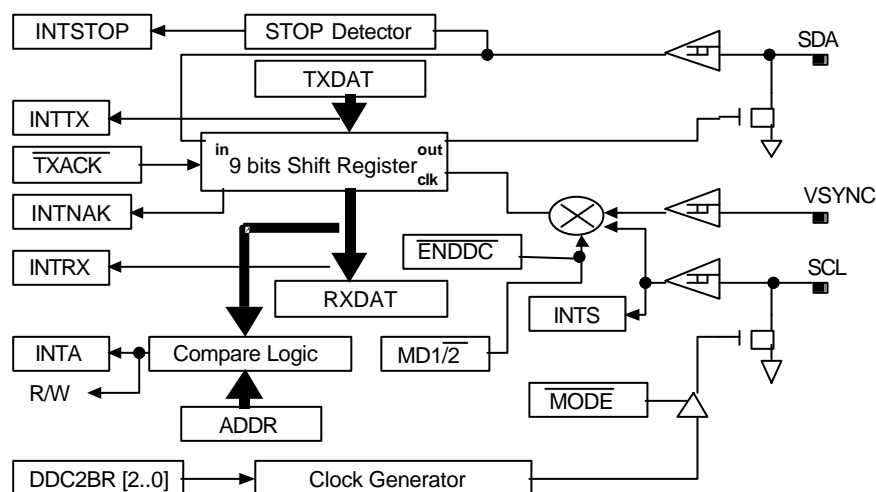 INTSTOP
STOP Detector
SDA
TXDAT
INTTX
in
out
9 bits Shift Register
clk
TXACK
INTNAK
VSYNC
ENDDC
INTRX
SCL
RXDAT
INTS
INTA
Compare Logic
MD1/2
R/W
MODE
ADDR
DDC2BR [2..0]
Clock Generator